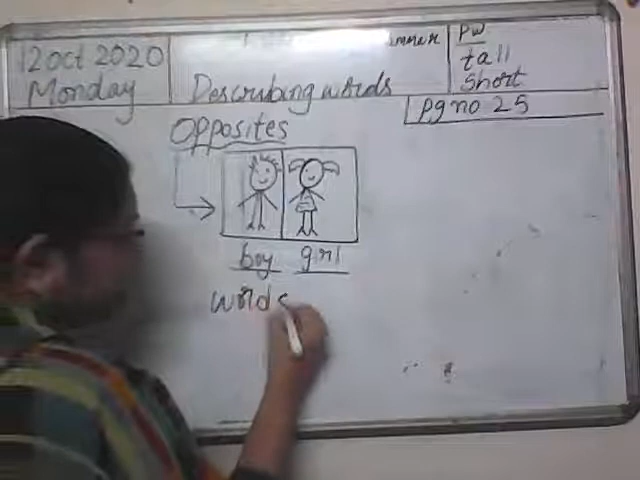 12 Oct 2020
Monday
Describing words
PW
tall
Short
Pg no 25
Opposites
boy girl
words